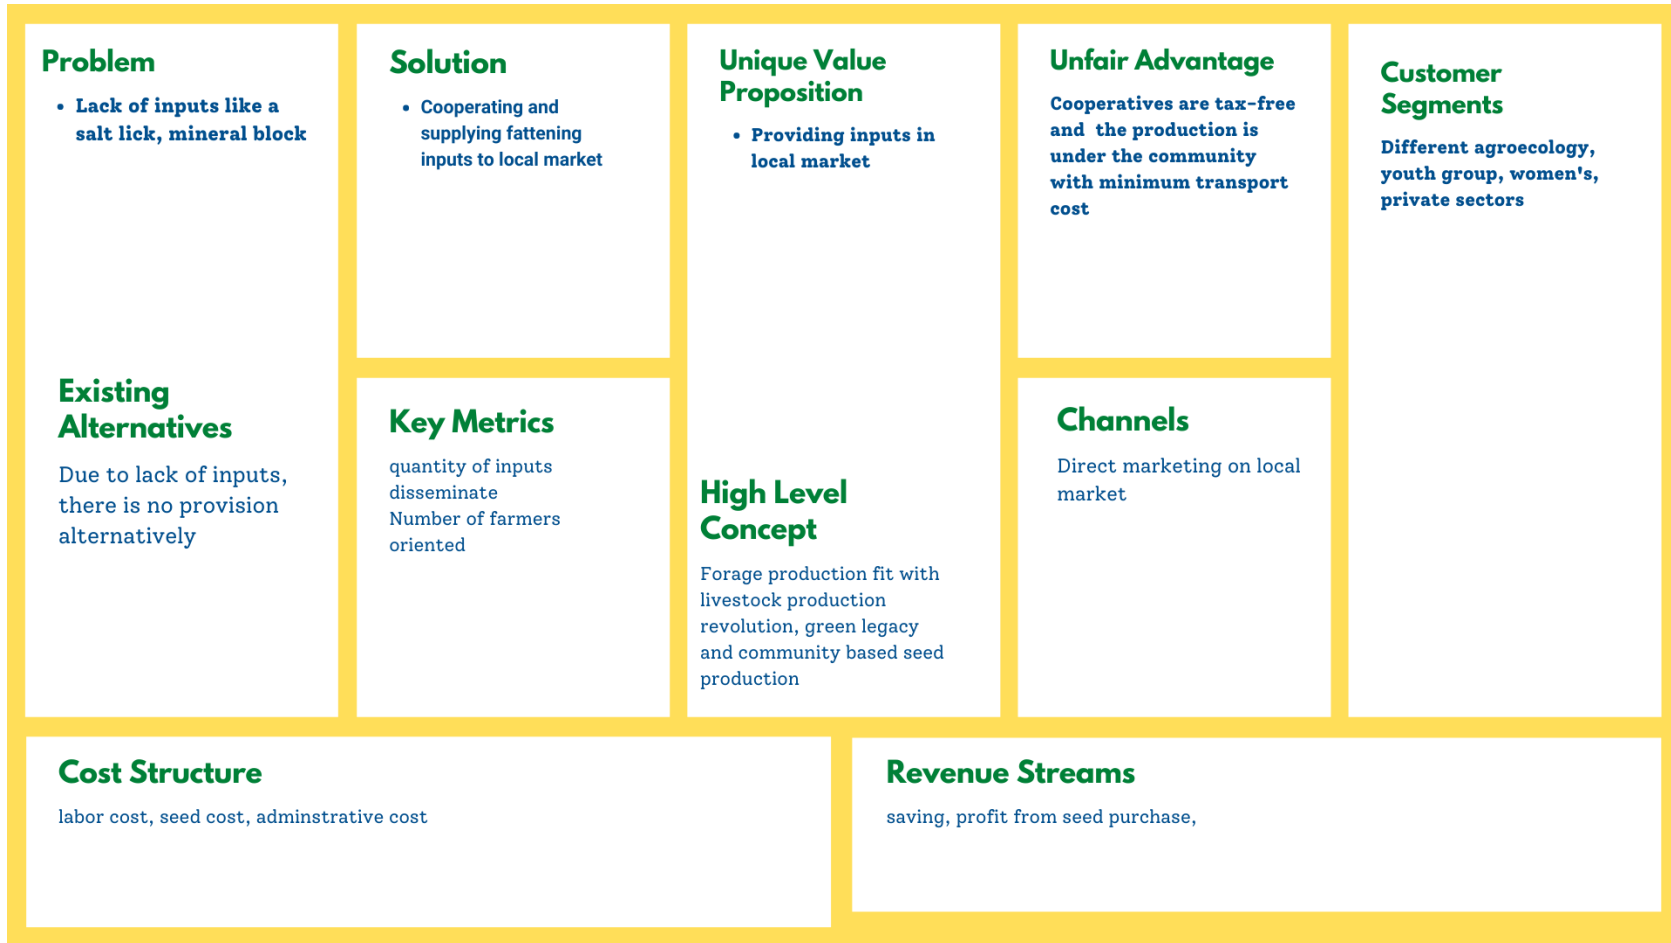 Problem
• Lack of inputs like a
salt lick, mineral block
Existing
Alternatives
Due to lack of inputs,
there is no provision
alternatively
Solution
• Cooperating and
supplying fattening
inputs to local market
Key Metrics
quantity of inputs
disseminate
Number of farmers
oriented
Unique Value
Proposition
• Providing inputs in
local market
High Level
Concept
Forage production fit with
livestock production
revolution, green legacy
and community based seed
production
Unfair Advantage
Cooperatives are tax-free
and the production is
under the community
with minimum transport
cost
Channels
Direct marketing on local
market
Customer
Segments
Different agroecology,
youth group, women's,
private sectors
Cost Structure
labor cost, seed cost, adminstrative cost
Revenue Streams
saving, profit from seed purchase,